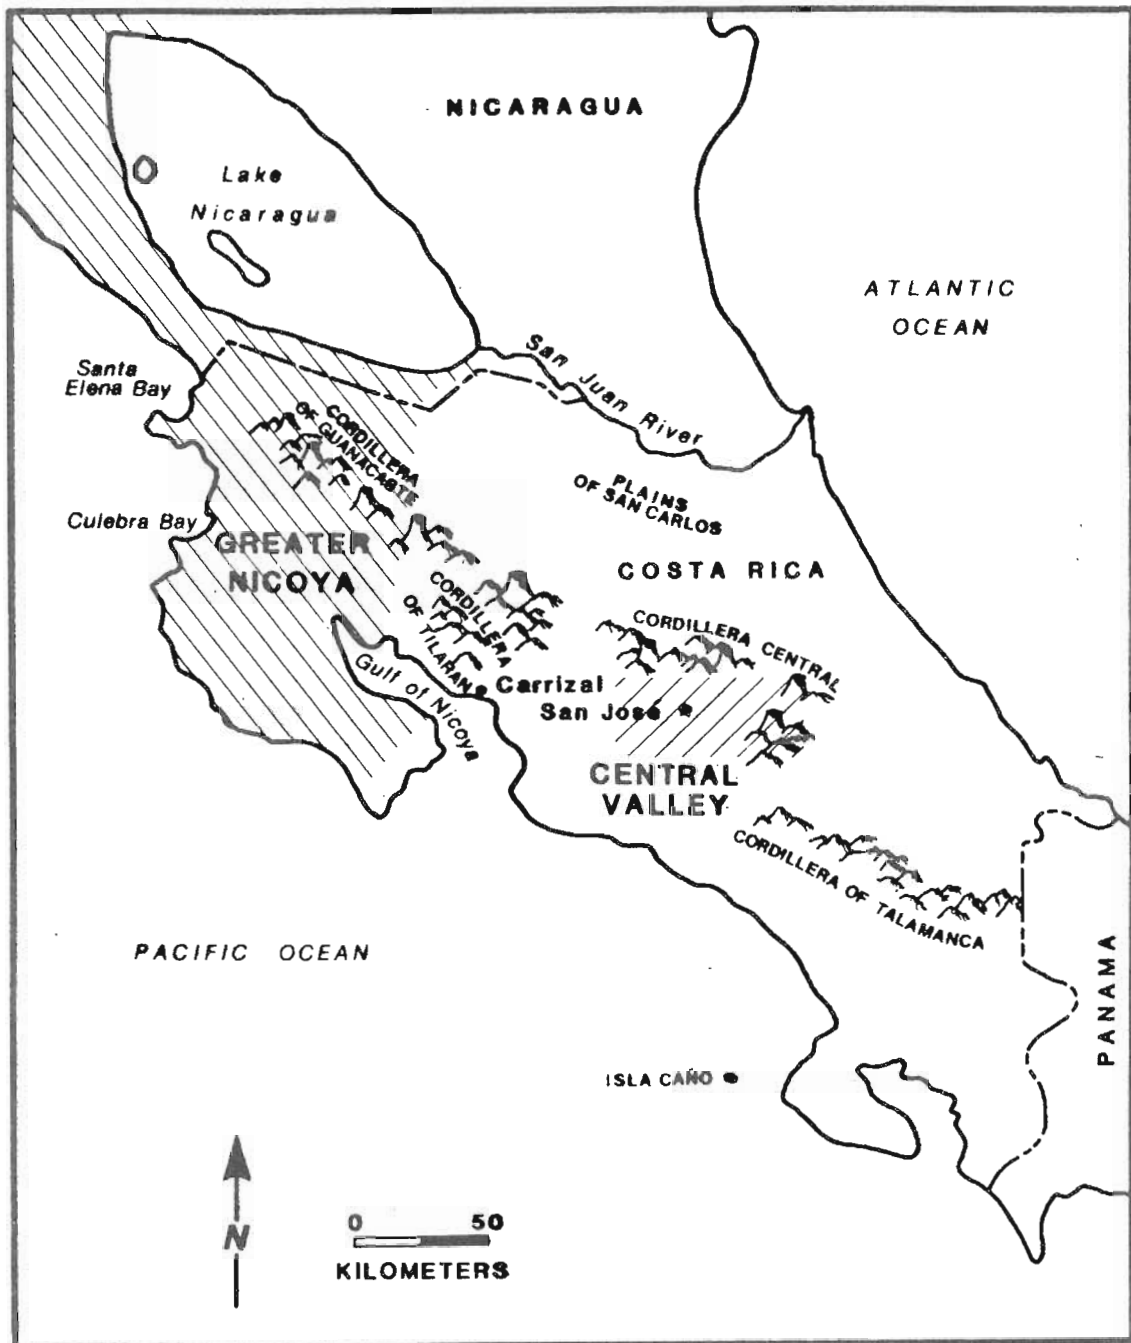 NICARAGUA
Lake
Nicaragua
ATLANTIC
OCEAN
San Juan River
Santa
Elena Bay
CORDILLERA
OF GUANACASTE
PLAINS
OF SAN CARLOS
Culebra Bay
GREATER
NICOYA
COSTA RICA
CORDILLERA
OF TILARAN
CORDILLERA CENTRAL
Gulf of Nicoya
Carrizal
San José
CENTRAL
VALLEY
CORDILLERA OF TALAMANCA
PACIFIC OCEAN
PANAMA
ISLA CAÑO
N
0 50
KILOMETERS